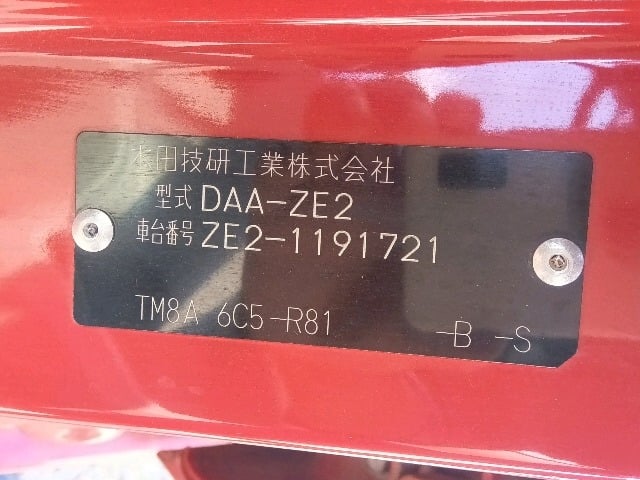 本田技研工業株式会社
型式 DAA-ZE2
車台番号 ZE2-1191721
TM8A 6C5-R81 -B -S